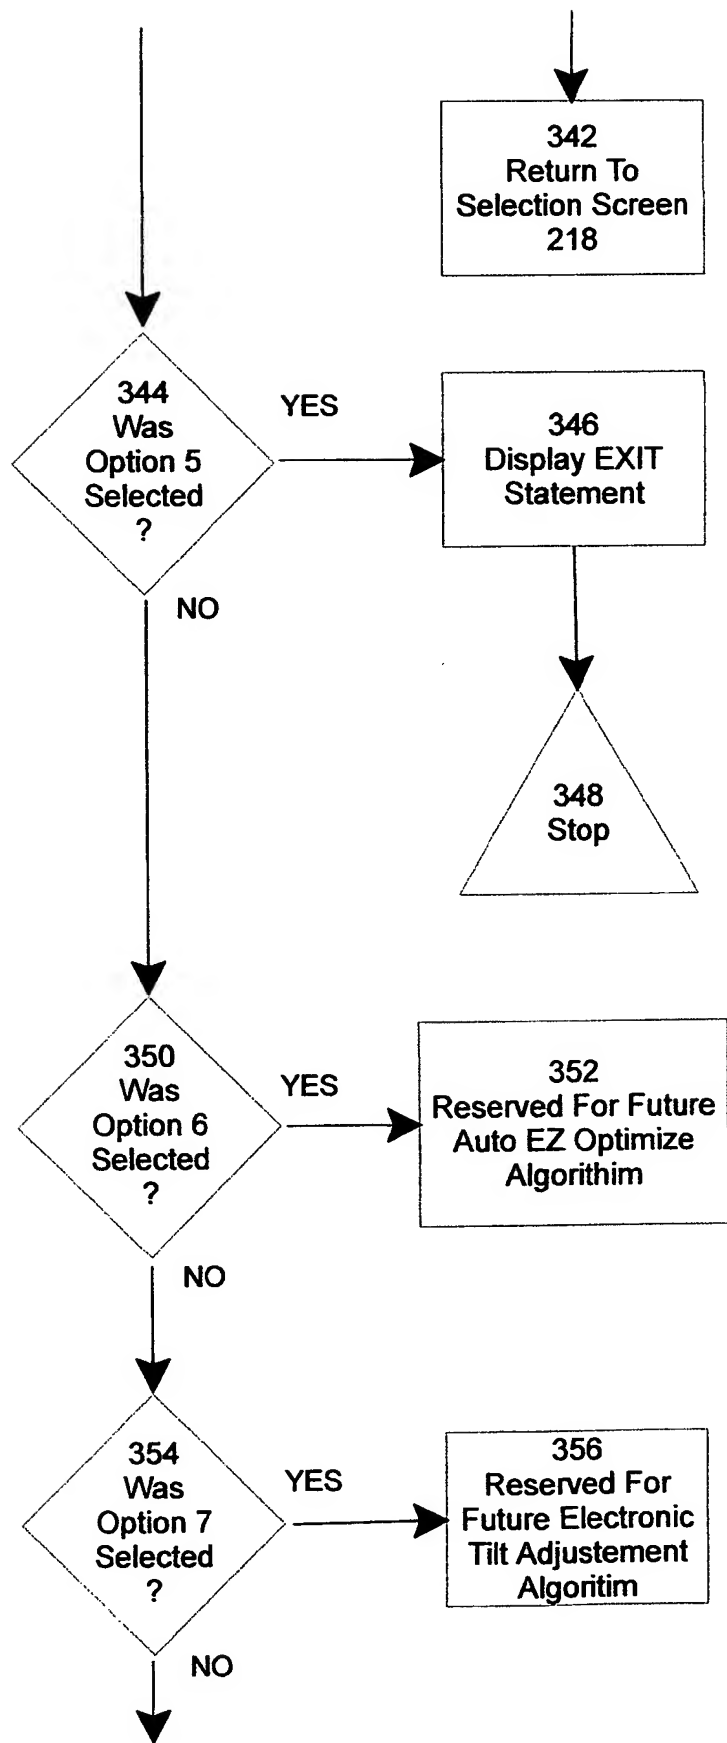 342
Return To
Selection Screen
218
344
Was
Option 5
Selected
?
YES
346
Display EXIT
Statement
NO
348
Stop
350
Was
Option 6
Selected
?
YES
352
Reserved For Future
Auto EZ Optimize
Algorithim
NO
354
Was
Option 7
Selected
?
YES
356
Reserved For
Future Electronic
Tilt Adjustement
Algoritim
NO